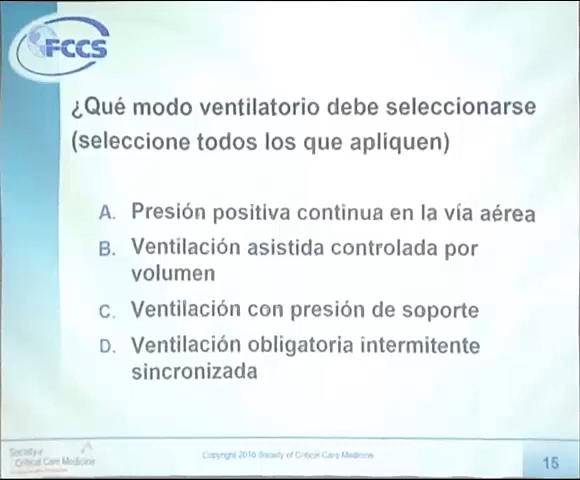 FCCS
¿Qué modo ventilatorio debe seleccionarse
(seleccione todos los que apliquen)
A. Presión positiva continua en la vía aérea
B. Ventilación asistida controlada por
volumen
C. Ventilación con presión de soporte
D. Ventilación obligatoria intermitente
sincronizada
Society of
Critical Care Medicine
Copyright 2010 Society of Critical Care Medicine
15